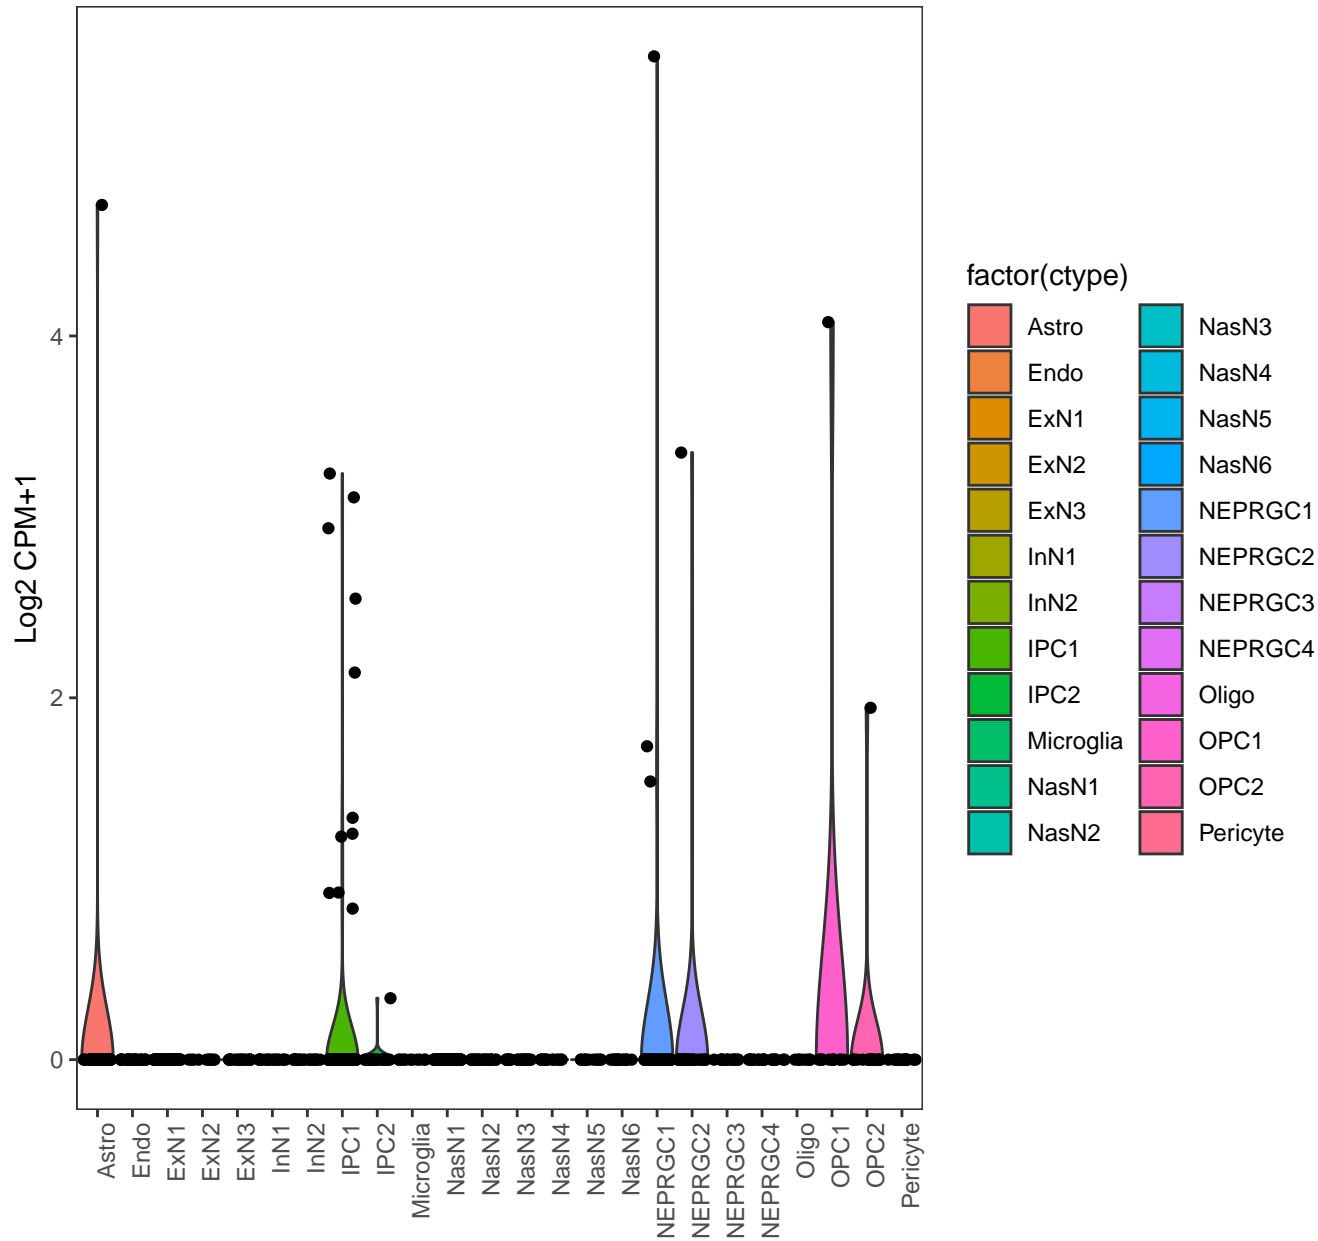 Log2 CPM+1
4
2
0
Astro
Endo
ExN1
ExN2
ExN3
InN1
InN2
IPC1
IPC2
Microglia
NasN1
NasN2
NasN3
NasN4
NasN5
NasN6
NEPRGC1
NEPRGC2
NEPRGC3
NEPRGC4
Oligo
OPC1
OPC2
Pericyte
factor(ctype)
Astro
Endo
ExN1
ExN2
ExN3
InN1
InN2
IPC1
IPC2
Microglia
NasN1
NasN2
NasN3
NasN4
NasN5
NasN6
NEPRGC1
NEPRGC2
NEPRGC3
NEPRGC4
Oligo
OPC1
OPC2
Pericyte